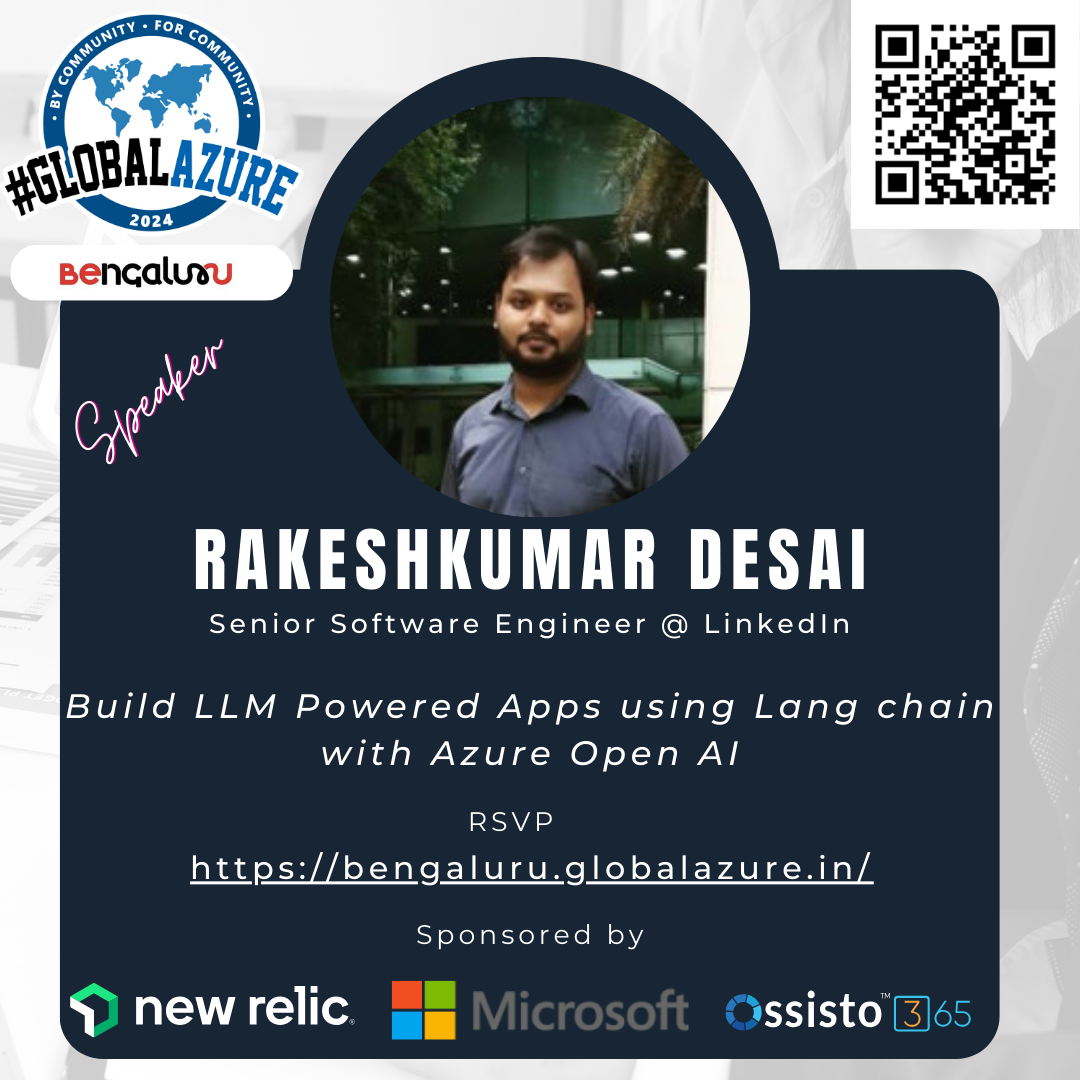 • BY COMMUNITY • FOR COMMUNITY •
#GLOBALAZURE
2024
Bengaluru
Speaker
RAKESHKUMAR DESAI
Senior Software Engineer @ LinkedIn
Build LLM Powered Apps using Lang chain
with Azure Open AI
RSVP
https://bengaluru.globalazure.in/
Sponsored by
new relic®
Microsoft
Ossisto™ 365